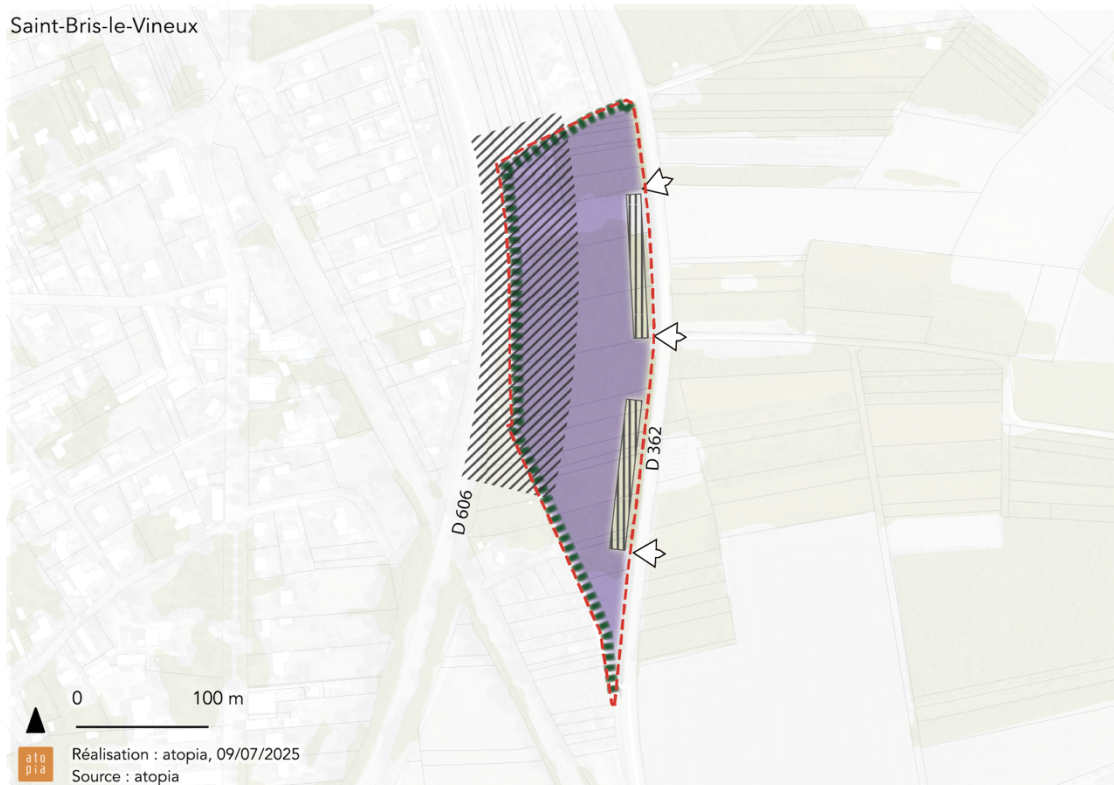 Saint-Bris-le-Vineux
D 362
D 606
0 100 m
ato
pia
Réalisation : atopia, 09/07/2025
Source : atopia